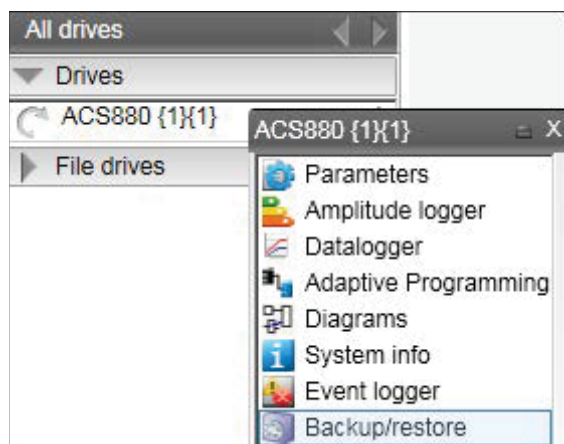 All drives
Drives
ACS880 {1}{1}
File drives
ACS880 {1}{1} X
Parameters
Amplitude logger
Datalogger
Adaptive Programming
Diagrams
System info
Event logger
Backup/restore